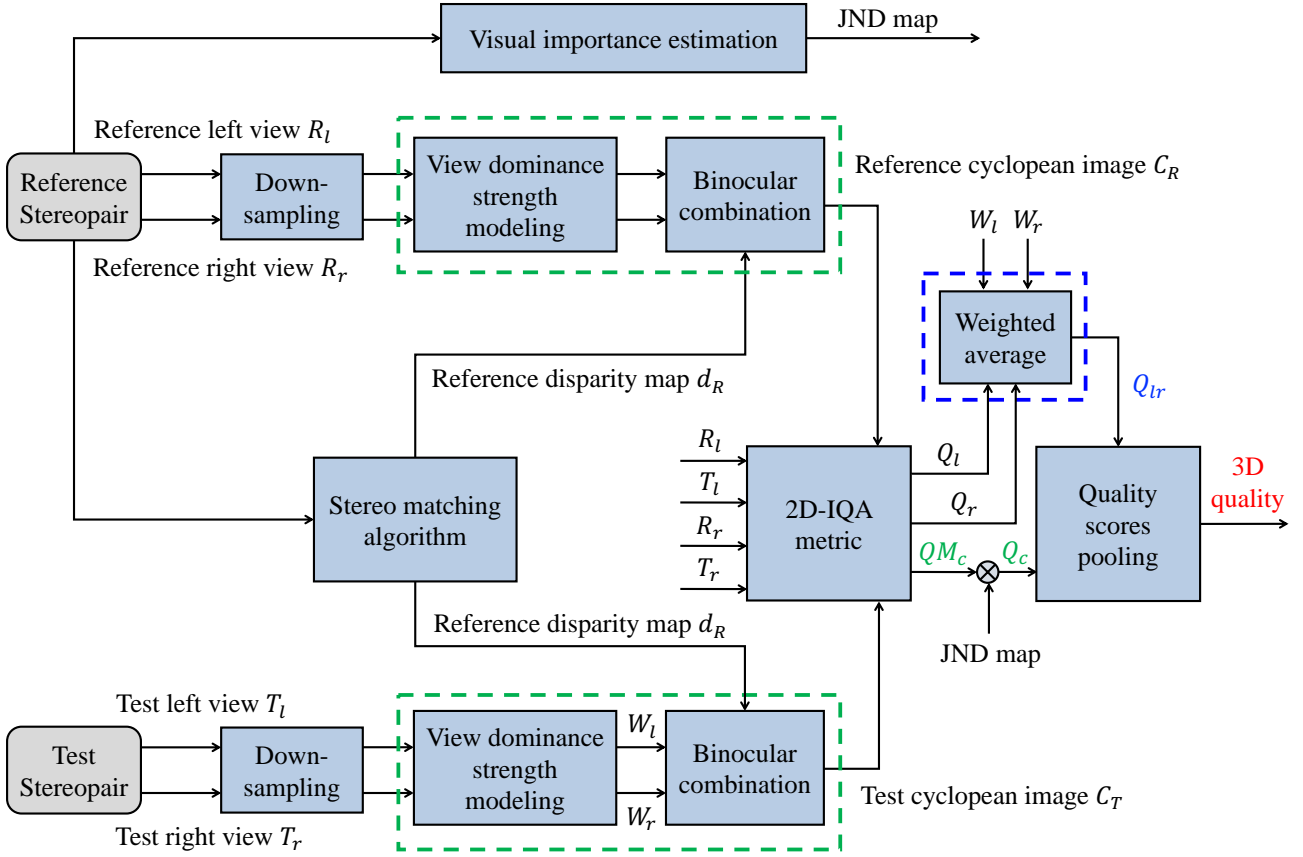 JND map
Visual importance estimation
Reference left view R_l
Reference
Stereopair
Down-
sampling
View dominance
strength
modeling
Binocular
combination
Reference cyclopean image C_R
Reference right view R_r
W_l
W_r
Weighted
average
Q_lr
Reference disparity map d_R
Stereo matching
algorithm
R_l
T_l
R_r
T_r
2D-IQA
metric
Q_l
Q_r
QM_c
Q_c
Quality
scores
pooling
3D
quality
JND map
Reference disparity map d_R
Test left view T_l
Test
Stereopair
Down-
sampling
View dominance
strength
modeling
W_l
W_r
Binocular
combination
Test cyclopean image C_T
Test right view T_r